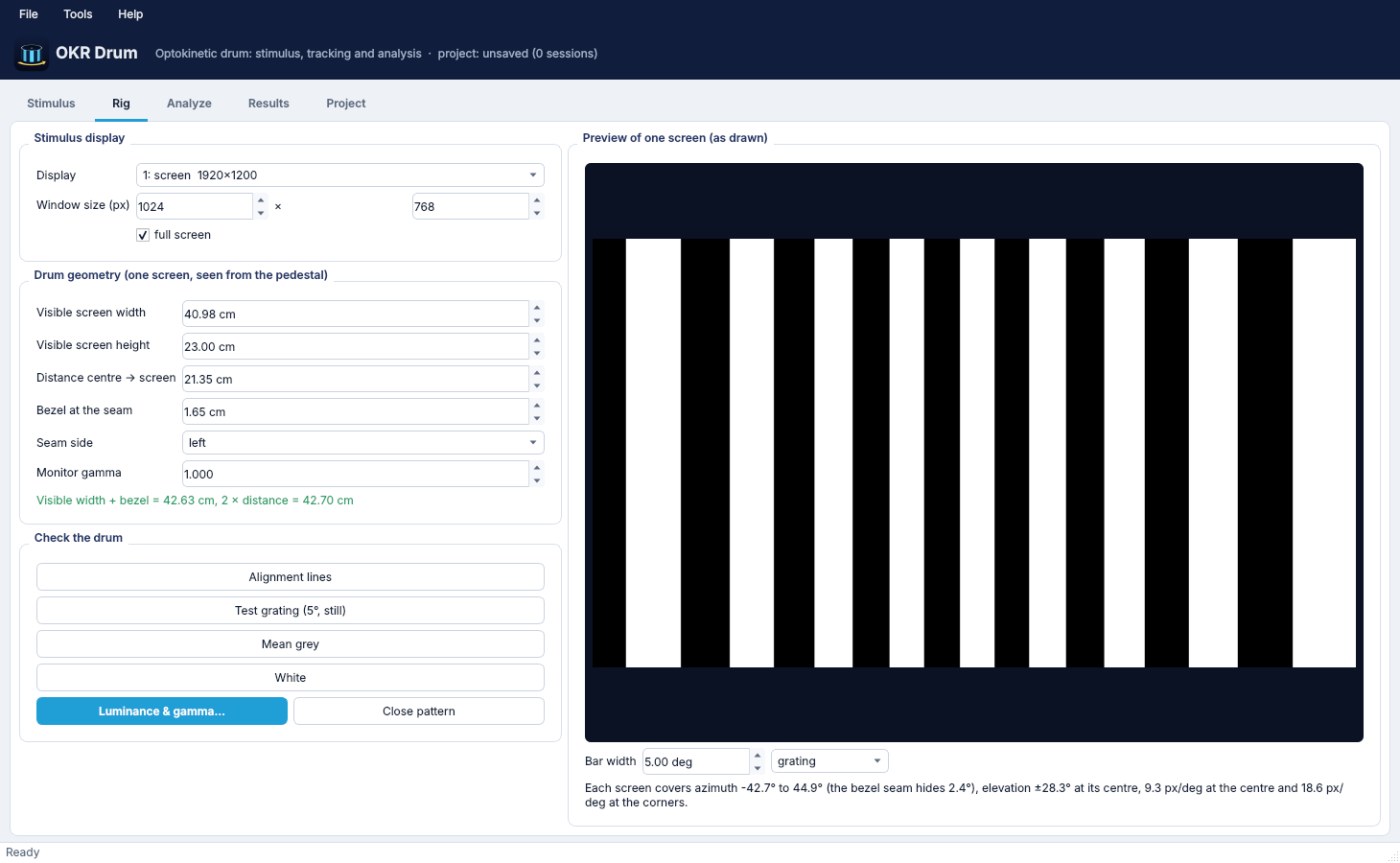 File Tools Help
OKR Drum Optokinetic drum: stimulus, tracking and analysis · project: unsaved (0 sessions)
Stimulus Rig Analyze Results Project
Stimulus display
Display 1: screen 1920×1200
Window size (px) 1024 × 768
full screen
Drum geometry (one screen, seen from the pedestal)
Visible screen width 40.98 cm
Visible screen height 23.00 cm
Distance centre → screen 21.35 cm
Bezel at the seam 1.65 cm
Seam side left
Monitor gamma 1.000
Visible width + bezel = 42.63 cm, 2 × distance = 42.70 cm
Check the drum
Alignment lines
Test grating (5°, still)
Mean grey
White
Luminance & gamma... Close pattern
Preview of one screen (as drawn)
Bar width 5.00 deg grating
Each screen covers azimuth -42.7° to 44.9° (the bezel seam hides 2.4°), elevation ±28.3° at its centre, 9.3 px/deg at the centre and 18.6 px/
deg at the corners.
Ready